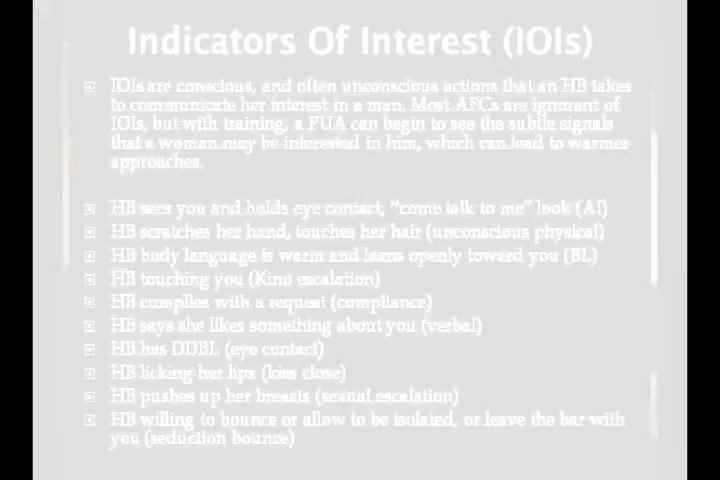 Indicators Of Interest (IOIs)
IOIs are conscious, and often unconscious actions that an HB takes
to communicate her interest in a man. Most AFCs are ignorant of
IOIs, but with training, a PUA can begin to see the subtle signals
that a woman may be interested in him, which can lead to warmer
approaches.
HB sees you and holds eye contact, "come talk to me" look (AI)
HB scratches her hand, touches her hair (unconscious physical)
HB body language is warm and leans openly toward you (BL)
HB touching you (Kino escalation)
HB complies with a request (compliance)
HB says she likes something about you (verbal)
HB has DDBL (eye contact)
HB licking her lips (kiss close)
HB pushes up her breasts (sexual escalation)
HB willing to bounce or allow to be isolated, or leave the bar with
you (seduction bounce)